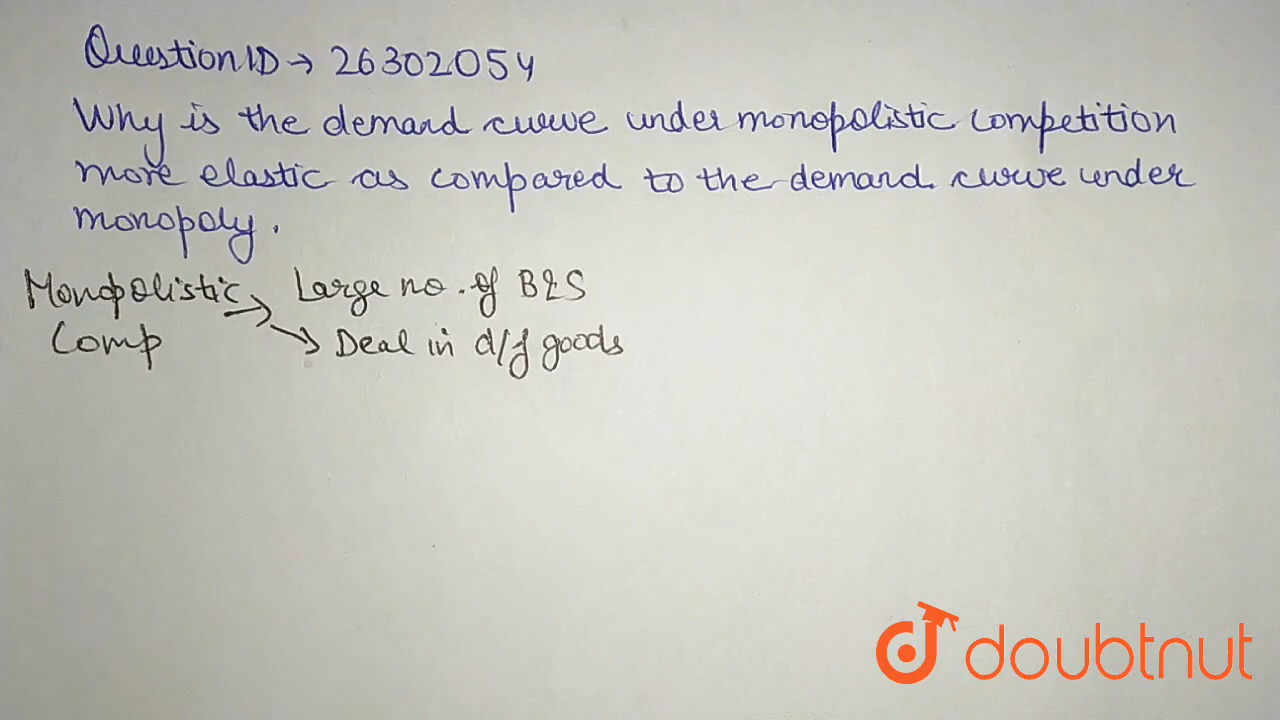 Question ID → 26302054
Why is the demand curve under monopolistic competition
more elastic as compared to the demand curve under
monopoly.
Monopolistic → Large no. of B&S
Comp → Deal in d/f goods
doubtnut